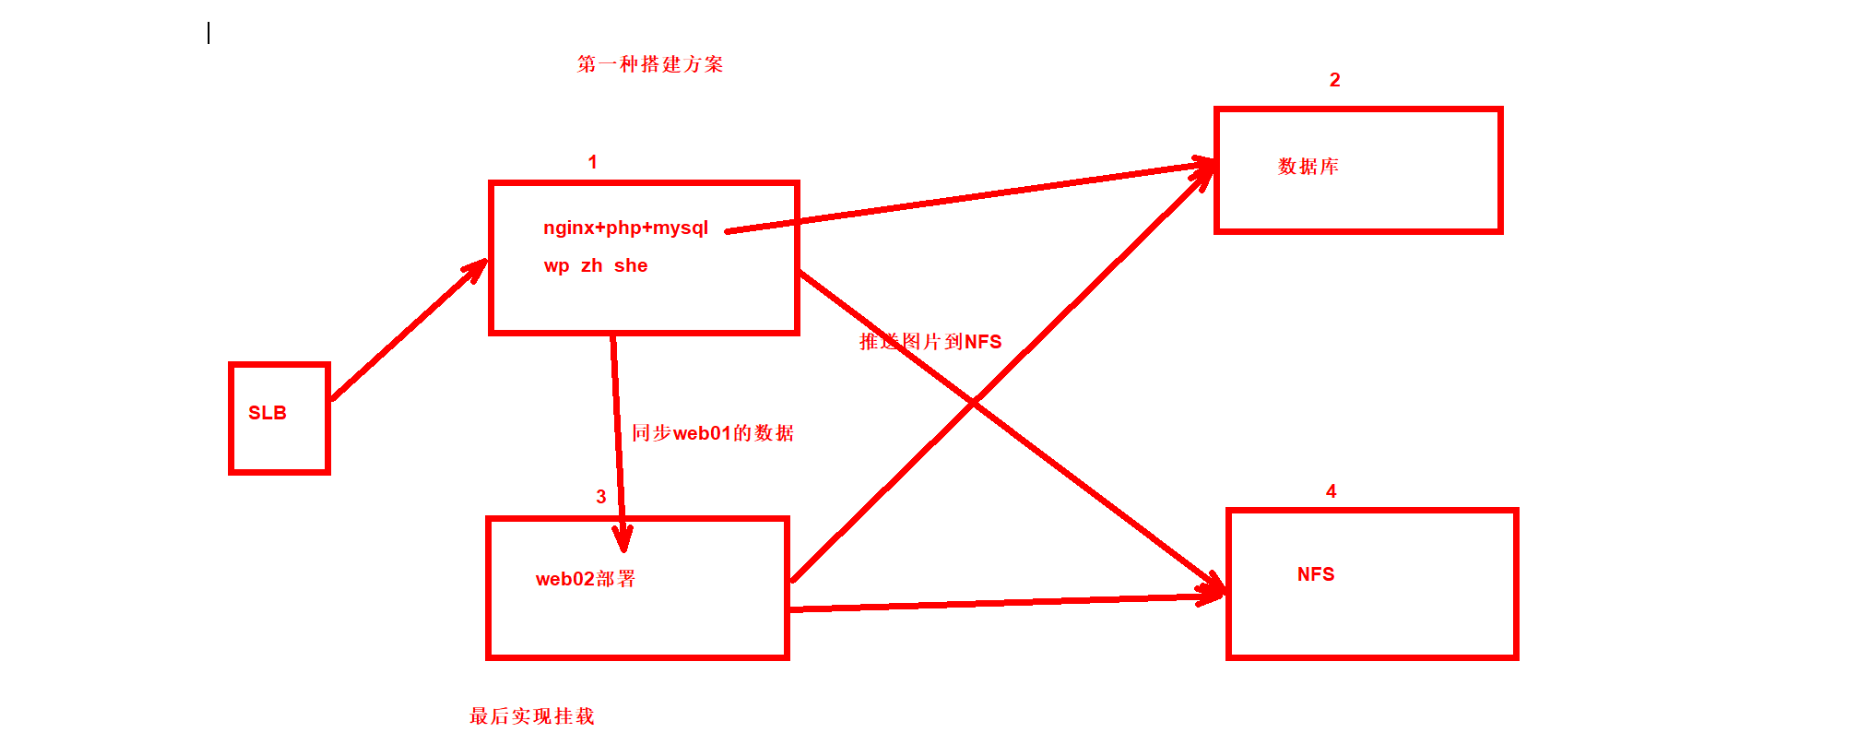 第一种搭建方案
2
1
数据库
nginx+php+mysql
wp zh she
推送图片到NFS
SLB
同步web01的数据
3
4
web02部署
NFS
最后实现挂载